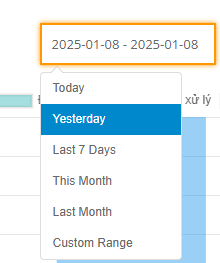 2025-01-08 - 2025-01-08
Today
xử lý
Yesterday
Last 7 Days
This Month
Last Month
Custom Range